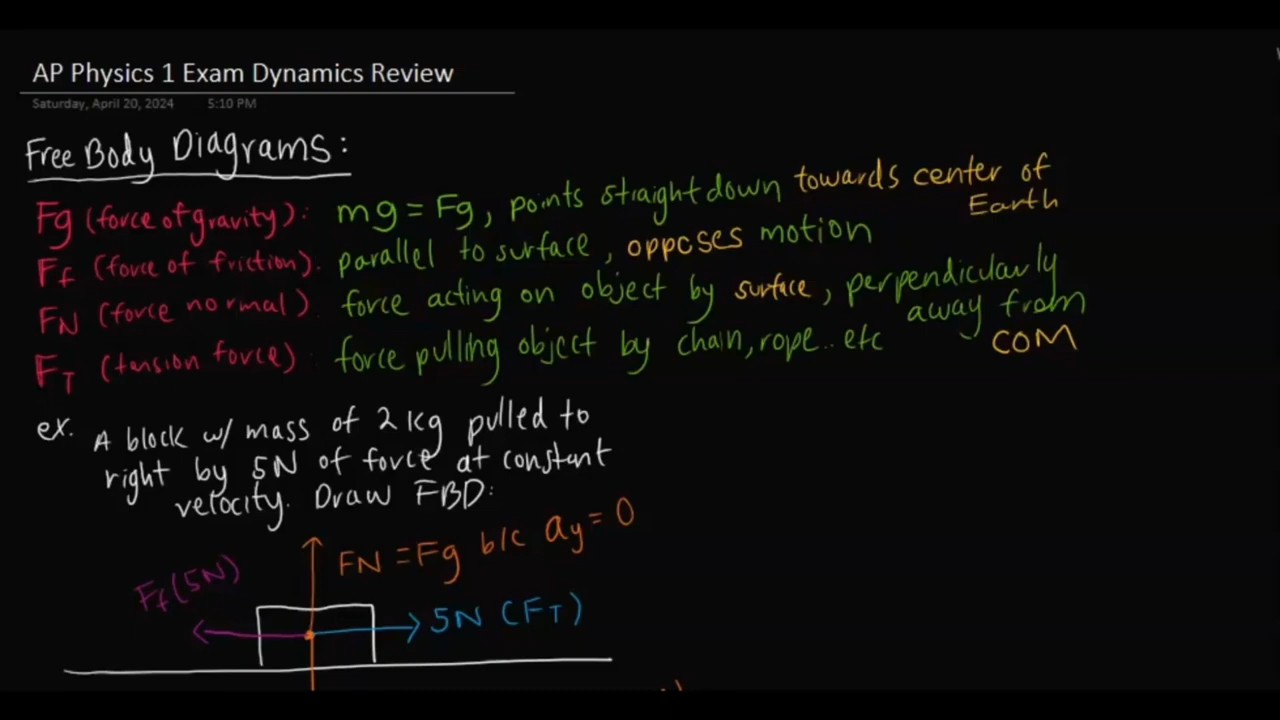 AP Physics 1 Exam Dynamics Review
Saturday, April 20, 2024 5:10 PM
Free Body Diagrams:
Fg (force of gravity): mg = Fg, points straight down towards center of Earth
Ff (force of friction). parallel to surface, opposes motion
FN (force normal). force acting on object by surface, perpendicularly away from COM
FT (tension force): force pulling object by chain, rope.. etc
ex. A block w/ mass of 2 kg pulled to
right by 5N of force at constant
velocity. Draw FBD:
FN = Fg b/c ay = 0
Ff (5N)
5N (FT)